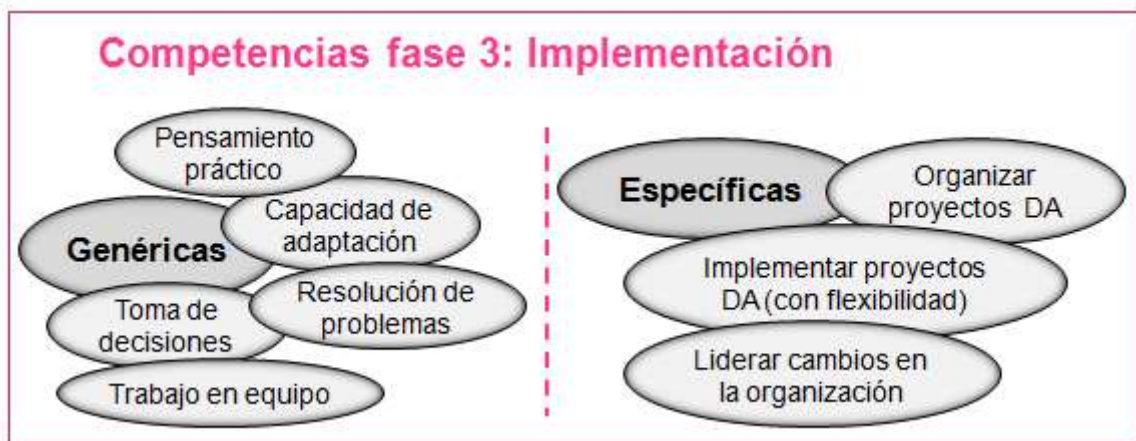 Competencias fase 3: Implementación
Pensamiento
práctico
Genéricas
Capacidad de
adaptación
Resolución de
problemas
Toma de
decisiones
Trabajo en equipo
Específicas
Organizar
proyectos DA
Implementar proyectos
DA (con flexibilidad)
Liderar cambios en
la organización